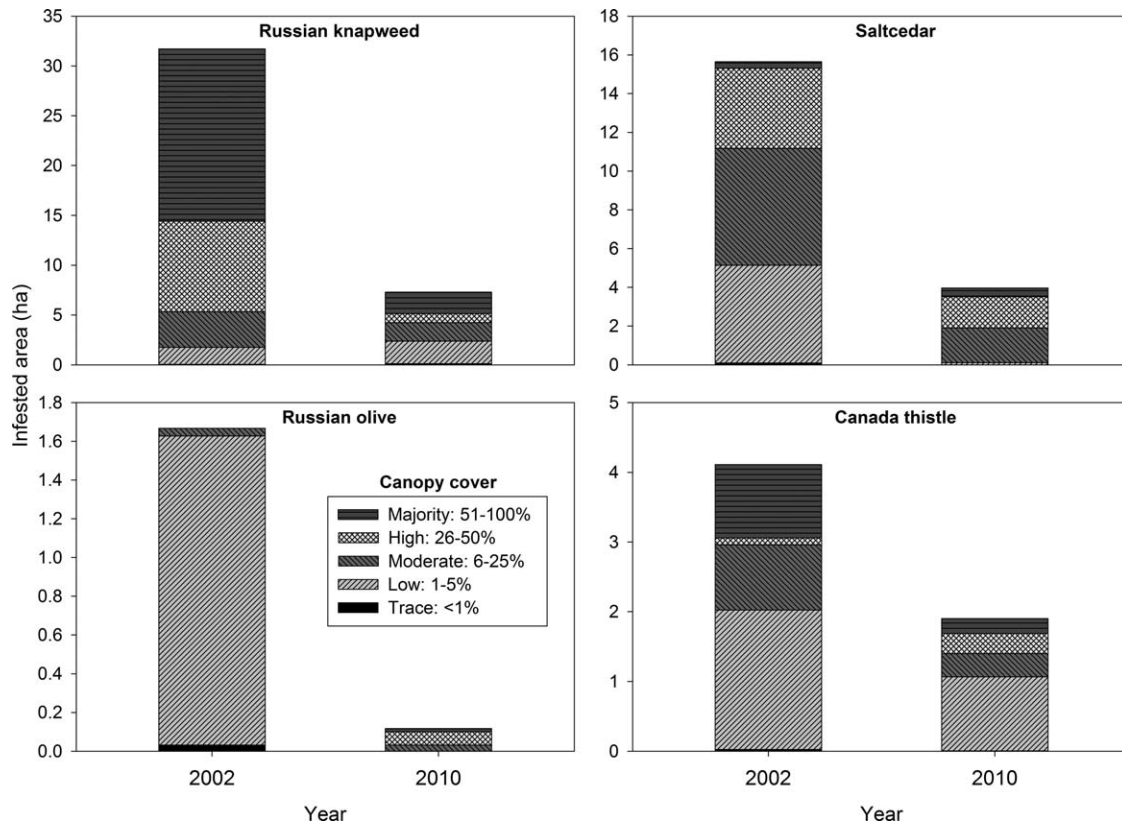 Russian knapweed
35
30
25
20
15
10
5
0
Saltcedar
18
16
14
12
10
8
6
4
2
0
Infested area (ha)
Russian olive
1.8
1.6
1.4
1.2
1.0
0.8
0.6
0.4
0.2
0.0
Canopy cover
Majority: 51-100%
High: 26-50%
Moderate: 6-25%
Low: 1-5%
Trace: <1%
2002 2010
Year
Canada thistle
5
4
3
2
1
0
2002 2010
Year